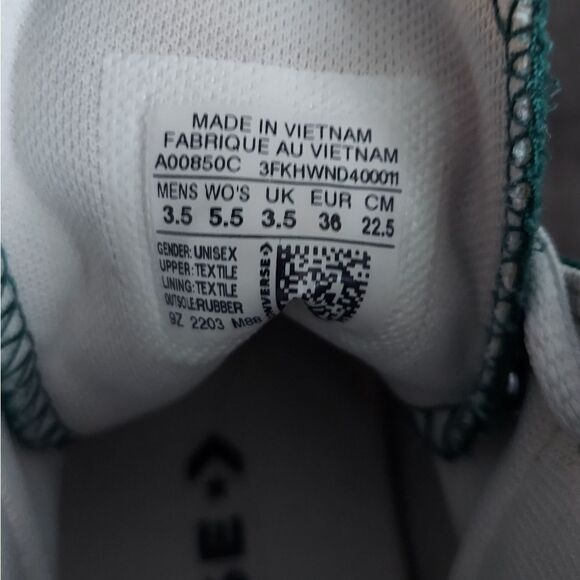 MADE IN VIETNAM
FABRIQUE AU VIETNAM
A00850C 3FKHWND400011
MENS WO'S UK EUR CM
3.5 5.5 3.5 36 22.5
GENDER: UNISEX
UPPER: TEXTILE
LINING: TEXTILE
OUTSOLE: RUBBER
2203